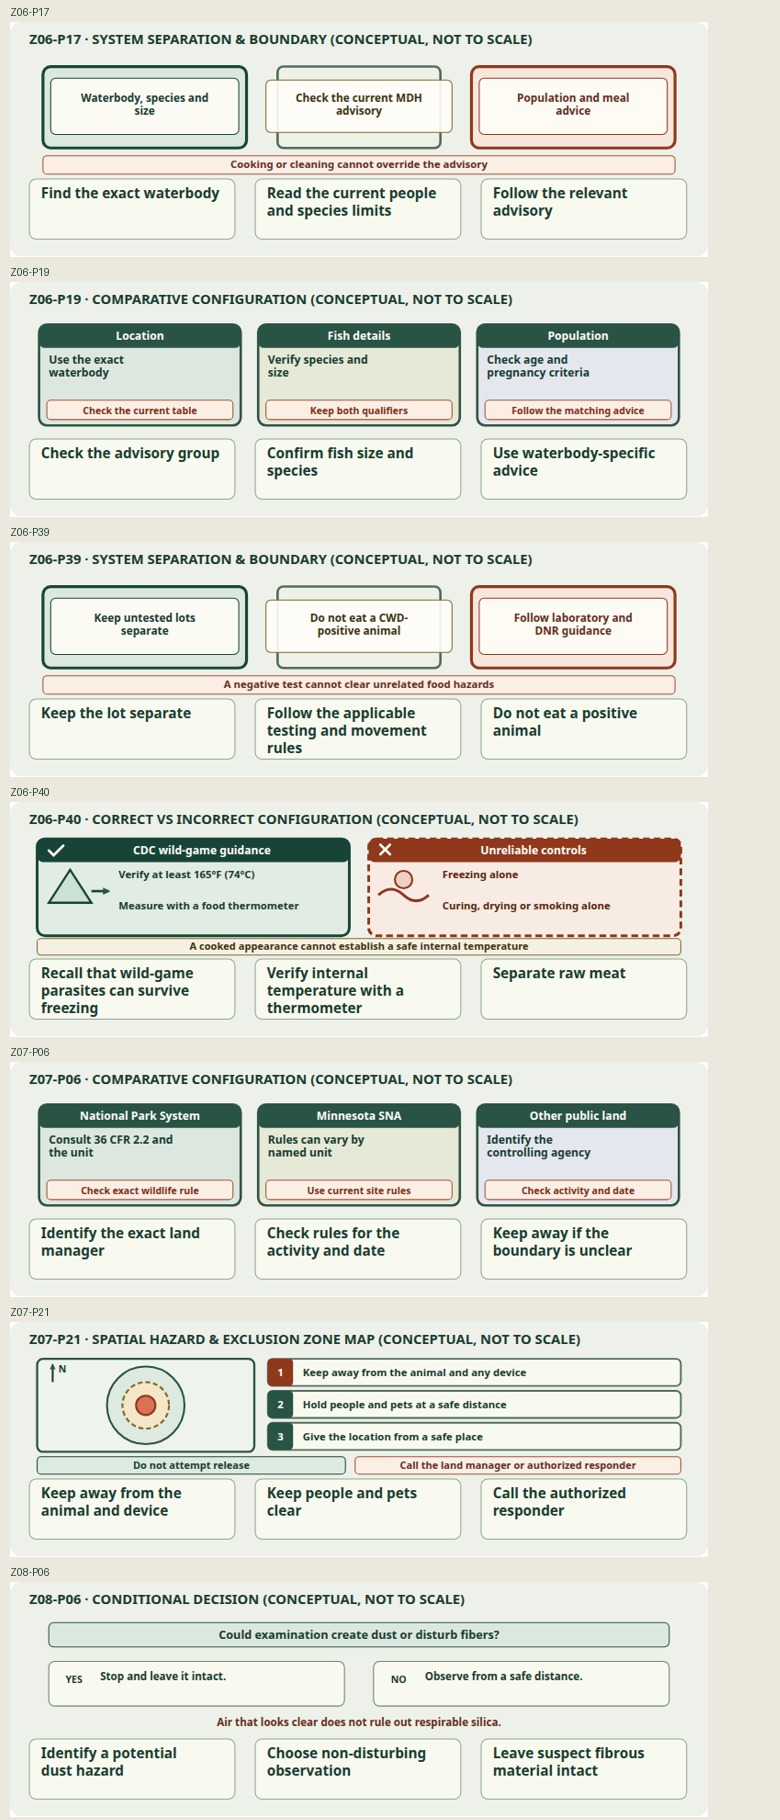 Z06-P17
Z06-P17 · SYSTEM SEPARATION & BOUNDARY (CONCEPTUAL, NOT TO SCALE)
Waterbody, species and
size
Check the current MDH
advisory
Population and meal
advice
Cooking or cleaning cannot override the advisory
Find the exact waterbody
Read the current people
and species limits
Follow the relevant
advisory
Z06-P19
Z06-P19 · COMPARATIVE CONFIGURATION (CONCEPTUAL, NOT TO SCALE)
Location
Use the exact
waterbody
Check the current table
Fish details
Verify species and
size
Keep both qualifiers
Population
Check age and
pregnancy criteria
Follow the matching advice
Check the advisory group
Confirm fish size and
species
Use waterbody-specific
advice
Z06-P39
Z06-P39 · SYSTEM SEPARATION & BOUNDARY (CONCEPTUAL, NOT TO SCALE)
Keep untested lots
separate
Do not eat a CWD-
positive animal
Follow laboratory and
DNR guidance
A negative test cannot clear unrelated food hazards
Keep the lot separate
Follow the applicable
testing and movement
rules
Do not eat a positive
animal
Z06-P40
Z06-P40 · CORRECT VS INCORRECT CONFIGURATION (CONCEPTUAL, NOT TO SCALE)
CDC wild-game guidance
Verify at least 165°F (74°C)
Measure with a food thermometer
Unreliable controls
Freezing alone
Curing, drying or smoking alone
A cooked appearance cannot establish a safe internal temperature
Recall that wild-game
parasites can survive
freezing
Verify internal
temperature with a
thermometer
Separate raw meat
Z07-P06
Z07-P06 · COMPARATIVE CONFIGURATION (CONCEPTUAL, NOT TO SCALE)
National Park System
Consult 36 CFR 2.2 and
the unit
Check exact wildlife rule
Minnesota SNA
Rules can vary by
named unit
Use current site rules
Other public land
Identify the
controlling agency
Check activity and date
Identify the exact land
manager
Check rules for the
activity and date
Keep away if the
boundary is unclear
Z07-P21
Z07-P21 · SPATIAL HAZARD & EXCLUSION ZONE MAP (CONCEPTUAL, NOT TO SCALE)
N
1 Keep away from the animal and any device
2 Hold people and pets at a safe distance
3 Give the location from a safe place
Do not attempt release
Call the land manager or authorized responder
Keep away from the
animal and device
Keep people and pets
clear
Call the authorized
responder
Z08-P06
Z08-P06 · CONDITIONAL DECISION (CONCEPTUAL, NOT TO SCALE)
Could examination create dust or disturb fibers?
YES Stop and leave it intact.
NO Observe from a safe distance.
Air that looks clear does not rule out respirable silica.
Identify a potential
dust hazard
Choose non-disturbing
observation
Leave suspect fibrous
material intact